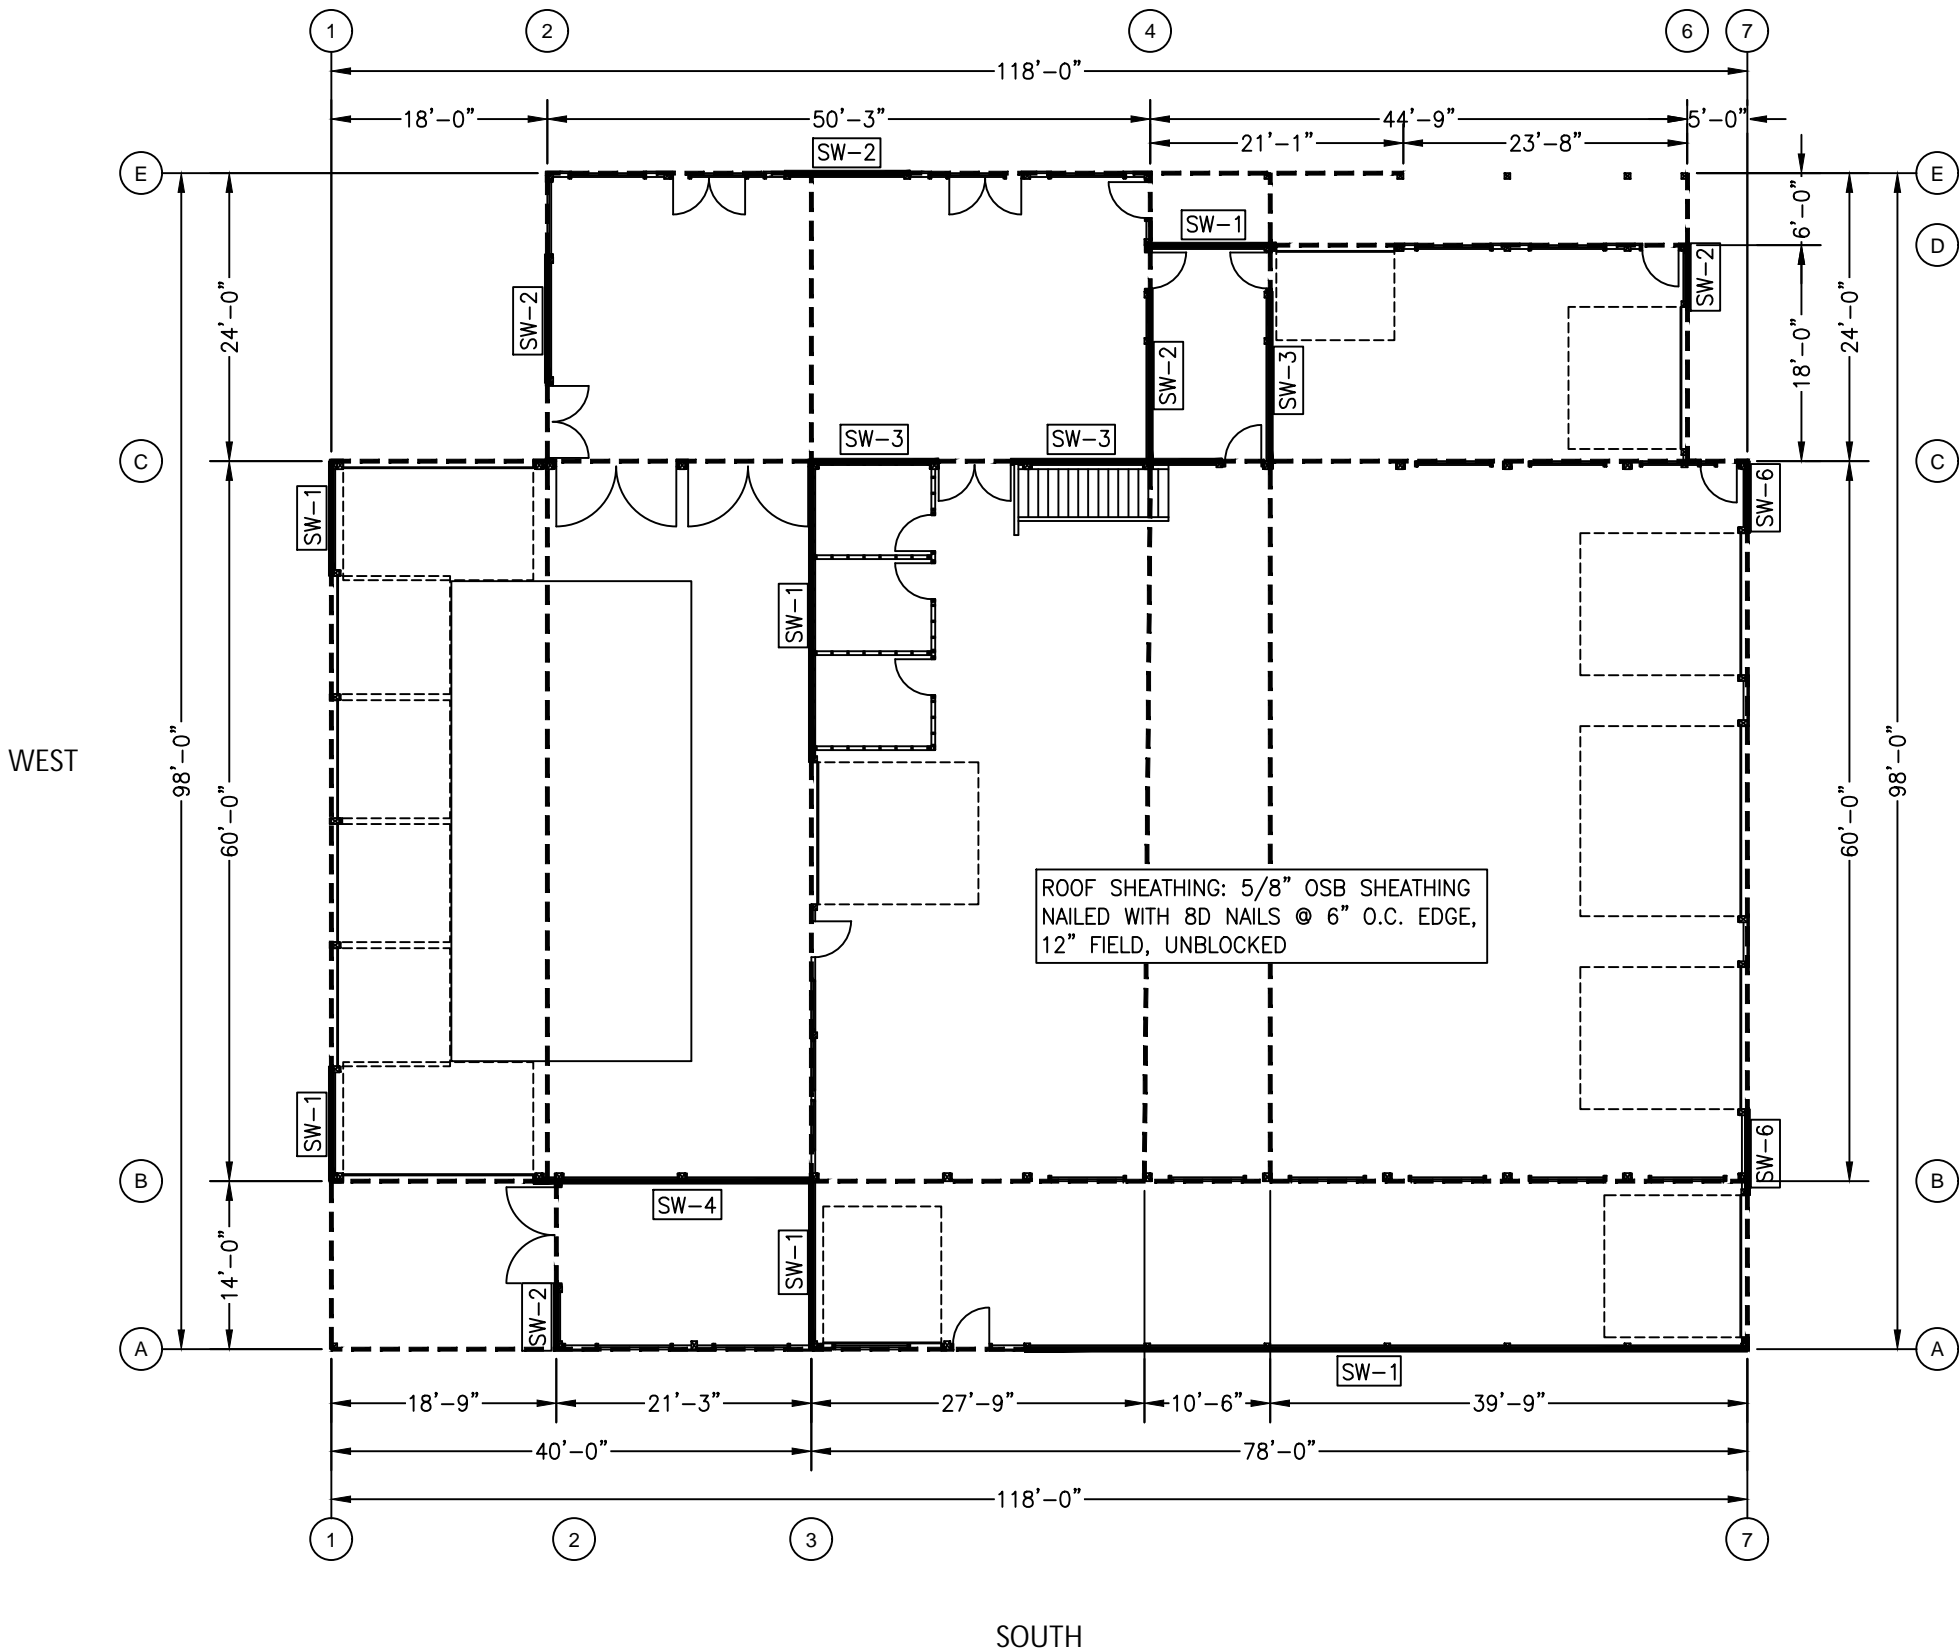 1
2
4
6
7
118'-0"
18'-0"
50'-3"
44'-9"
5'-0"
21'-1"
23'-8"
SW-2
E
E
6'-0"
SW-1
D
SW-2
SW-2
24'-0"
SW-2
SW-3
18'-0"
24'-0"
SW-3
SW-3
C
C
SW-1
SW-6
SW-1
WEST
98'-0"
60'-0"
60'-0"
98'-0"
ROOF SHEATHING: 5/8" OSB SHEATHING
NAILED WITH 8D NAILS @ 6" O.C. EDGE,
12" FIELD, UNBLOCKED
SW-1
SW-6
B
B
SW-4
14'-0"
SW-1
SW-2
A
A
SW-1
18'-9"
21'-3"
27'-9"
10'-6"
39'-9"
40'-0"
78'-0"
118'-0"
1
2
3
7
SOUTH